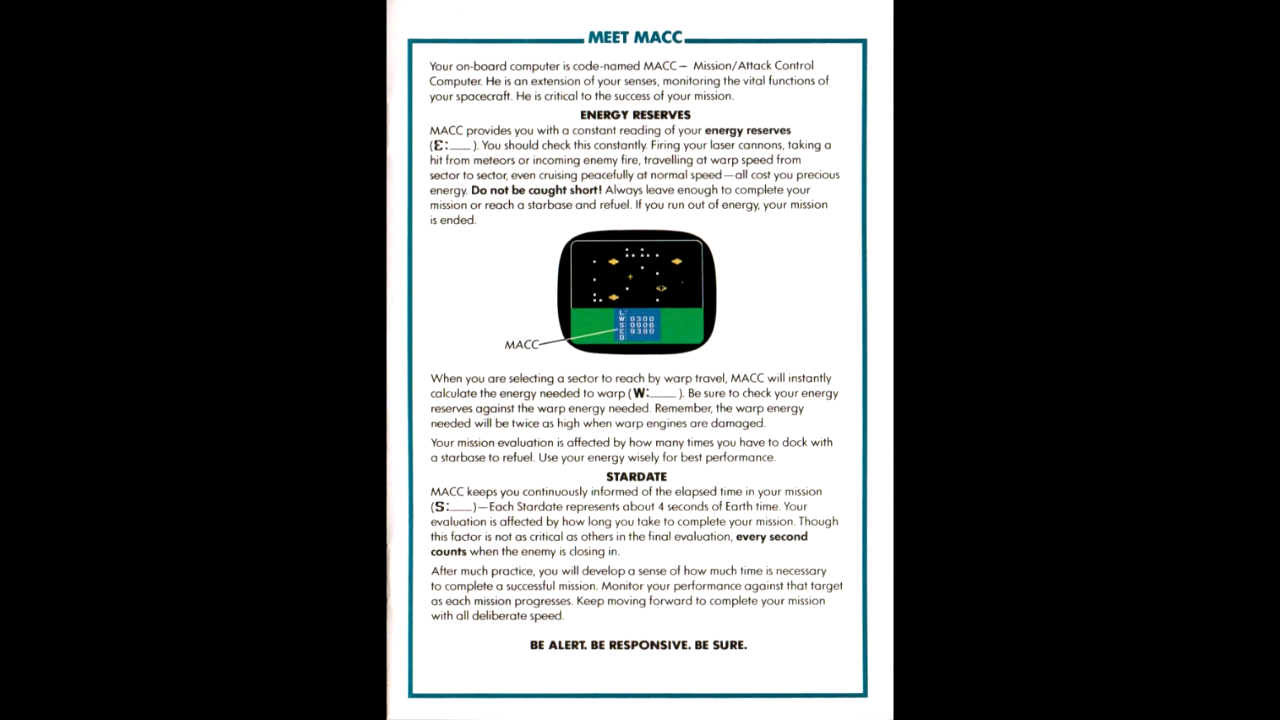 MEET MACC
Your on-board computer is code-named MACC— Mission/Attack Control
Computer. He is an extension of your senses, monitoring the vital functions of
your spacecraft. He is critical to the success of your mission.
ENERGY RESERVES
MACC provides you with a constant reading of your energy reserves
(E:___ ). You should check this constantly. Firing your laser cannons, taking a
hit from meteors or incoming enemy fire, travelling at warp speed from
sector to sector, even cruising peacefully at normal speed—all cost you precious
energy. Do not be caught short! Always leave enough to complete your
mission or reach a starbase and refuel. If you run out of energy, your mission
is ended.
L:
W: 0300
S: 0006
E: 9390
D:
MACC
When you are selecting a sector to reach by warp travel, MACC will instantly
calculate the energy needed to warp (W:____ ). Be sure to check your energy
reserves against the warp energy needed. Remember, the warp energy
needed will be twice as high when warp engines are damaged.
Your mission evaluation is affected by how many times you have to dock with
a starbase to refuel. Use your energy wisely for best performance.
STARDATE
MACC keeps you continuously informed of the elapsed time in your mission
(S:____)—Each Stardate represents about 4 seconds of Earth time. Your
evaluation is affected by how long you take to complete your mission. Though
this factor is not as critical as others in the final evaluation, every second
counts when the enemy is closing in.
After much practice, you will develop a sense of how much time is necessary
to complete a successful mission. Monitor your performance against that target
as each mission progresses. Keep moving forward to complete your mission
with all deliberate speed.
BE ALERT. BE RESPONSIVE. BE SURE.